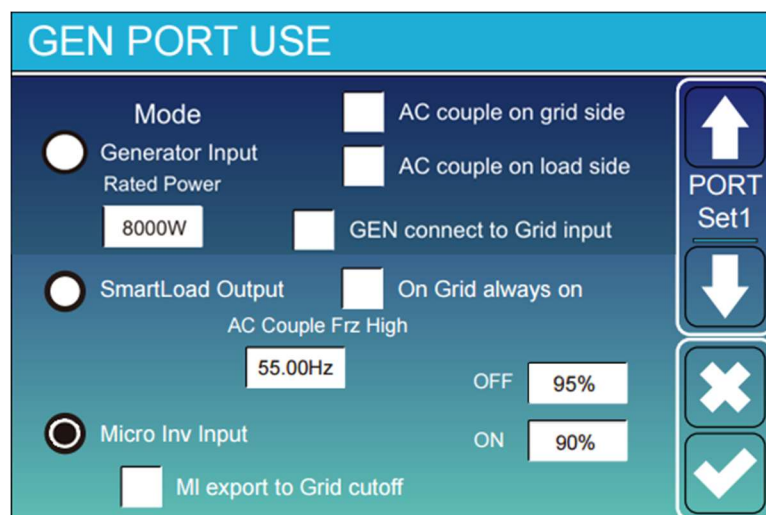 GEN PORT USE
Mode
AC couple on grid side
Generator Input
AC couple on load side
Rated Power
8000W
GEN connect to Grid input
PORT
Set1
SmartLoad Output
On Grid always on
AC Couple Frz High
55.00Hz
OFF 95%
Micro Inv Input
ON 90%
MI export to Grid cutoff